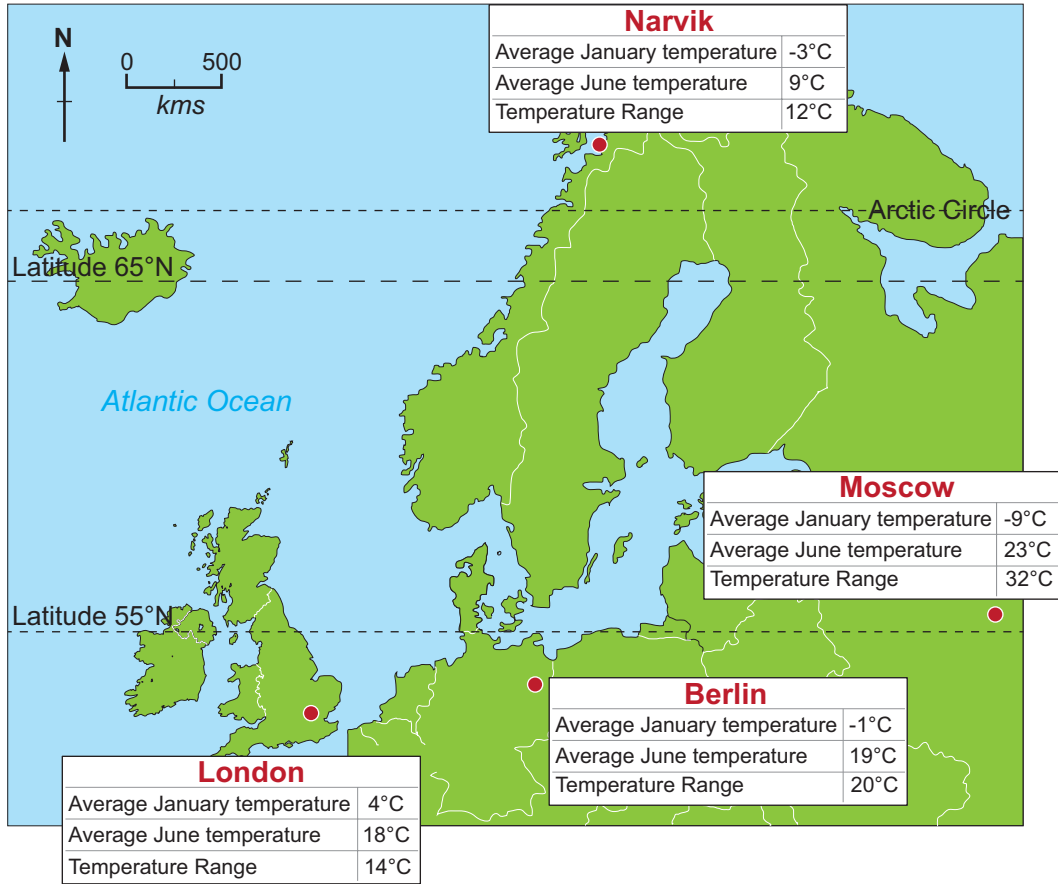 Narvik
Average January temperature -3°C
Average June temperature 9°C
Temperature Range 12°C
N
0 500
kms
Arctic Circle
Latitude 65°N
Atlantic Ocean
Moscow
Average January temperature -9°C
Average June temperature 23°C
Temperature Range 32°C
Latitude 55°N
Berlin
Average January temperature -1°C
Average June temperature 19°C
Temperature Range 20°C
London
Average January temperature 4°C
Average June temperature 18°C
Temperature Range 14°C